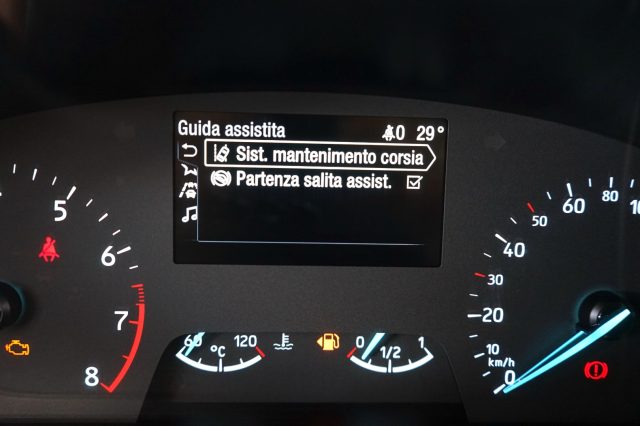 Guida assistita 0 29°
Sist. mantenimento corsia
Partenza salita assist.
5
6
7
8
60 120
°C
0 1/2 1
0
10
20
30
40
50
60
80
10
km/h